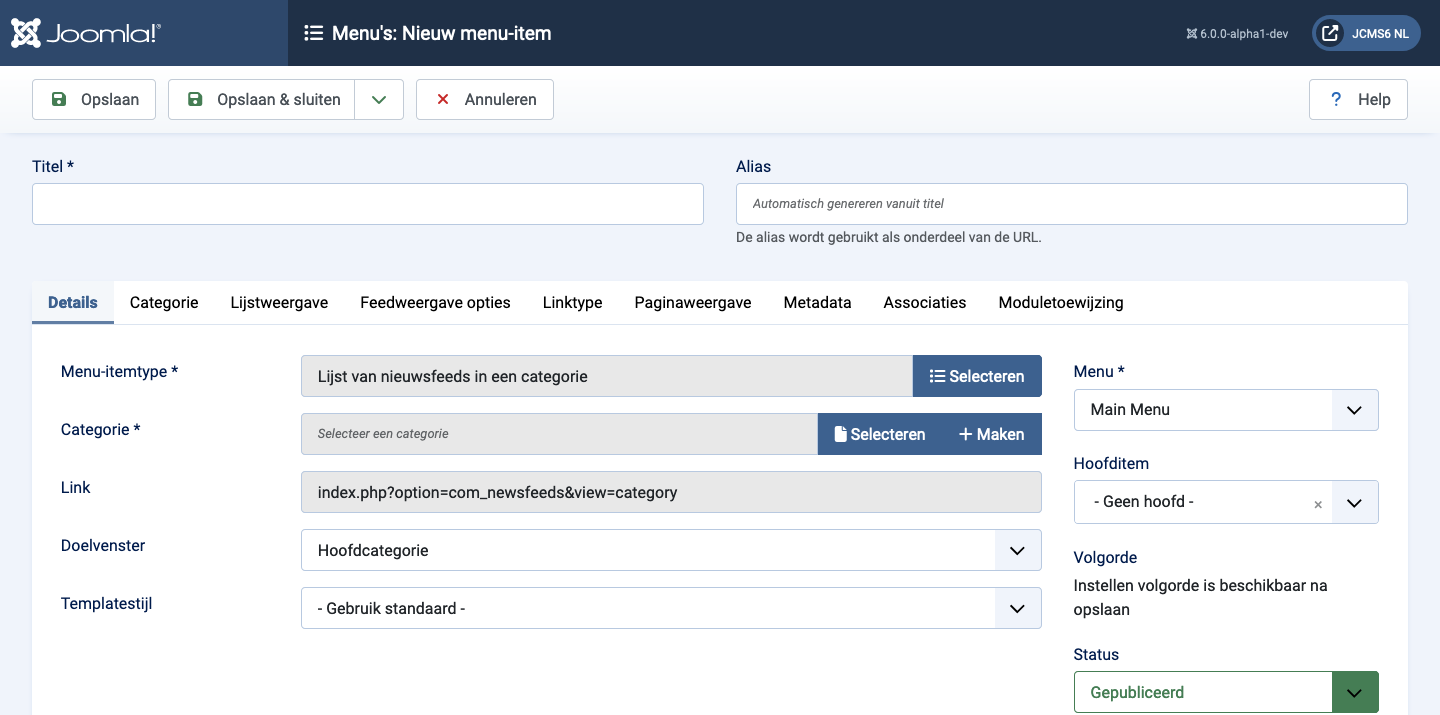 Joomla!®
Menu's: Nieuw menu-item
6.0.0-alpha1-dev
JCMS6 NL
Opslaan
Opslaan & sluiten
Annuleren
? Help
Titel *
Alias
Automatisch genereren vanuit titel
De alias wordt gebruikt als onderdeel van de URL.
Details Categorie Lijstweergave Feedweergave opties Linktype Paginaweergave Metadata Associaties Moduletoewijzing
Menu-itemtype *
Lijst van nieuwsfeeds in een categorie
Selecteren
Categorie *
Selecteer een categorie
Selecteren
Maken
Link
index.php?option=com_newsfeeds&view=category
Doelvenster
Hoofdcategorie
Templatestijl
- Gebruik standaard -
Menu *
Main Menu
Hoofditem
- Geen hoofd -
Volgorde
Instellen volgorde is beschikbaar na
opslaan
Status
Gepubliceerd